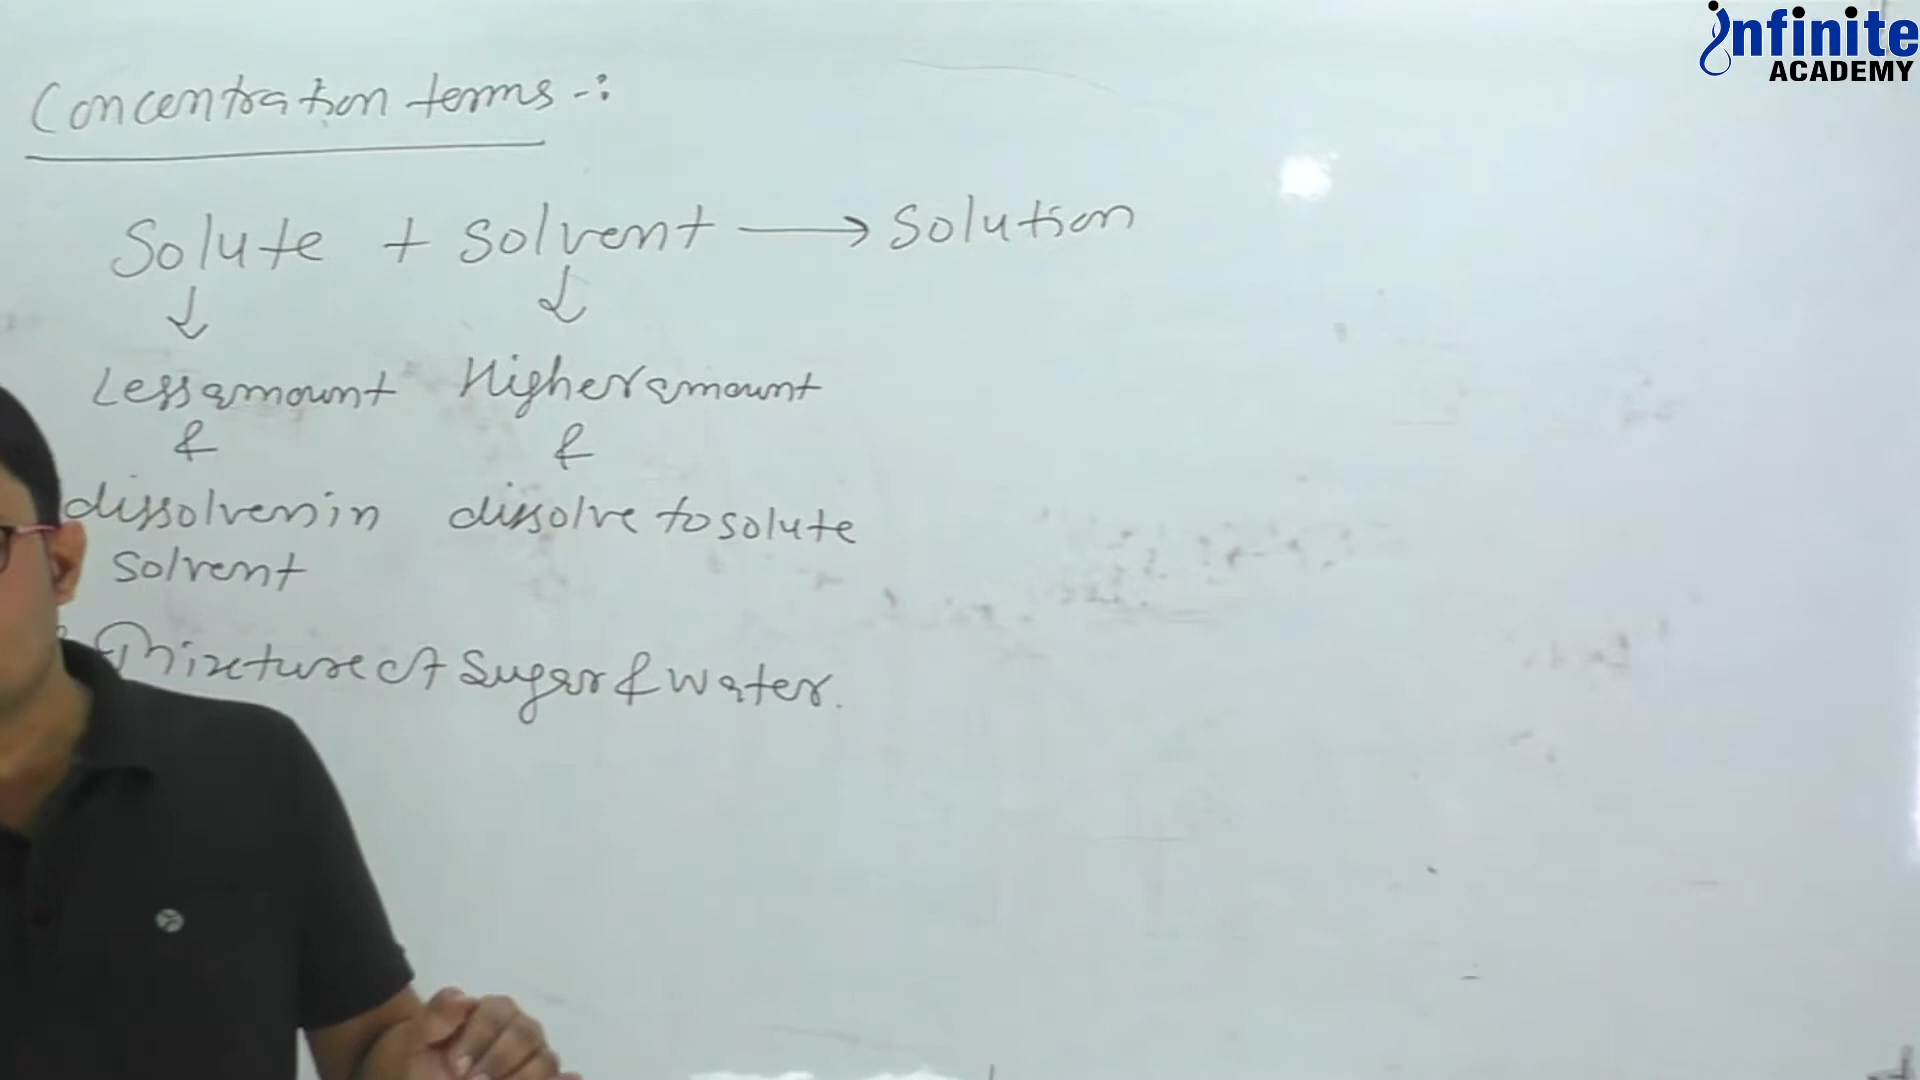 infinite
ACADEMY
Concentration terms -:
Solute + Solvent → Solution
↓ ↓
Less amount Higher amount
& &
dissolven in dissolve to solute
solvent
Mixture of Sugar & water.